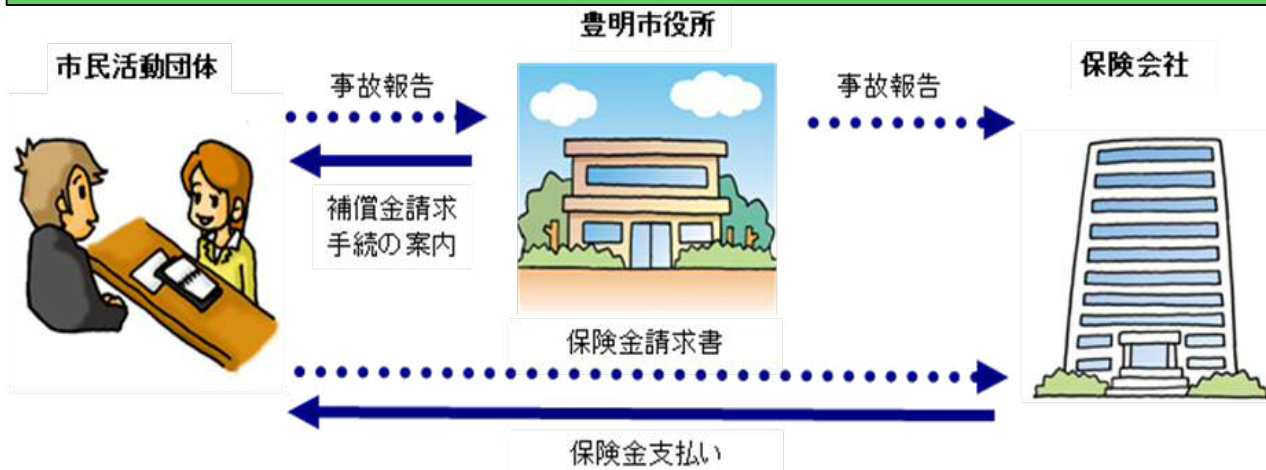 豊明市役所
市民活動団体
保険会社
事故報告
事故報告
補償金請求
手続の案内
保険金請求書
保険金支払い